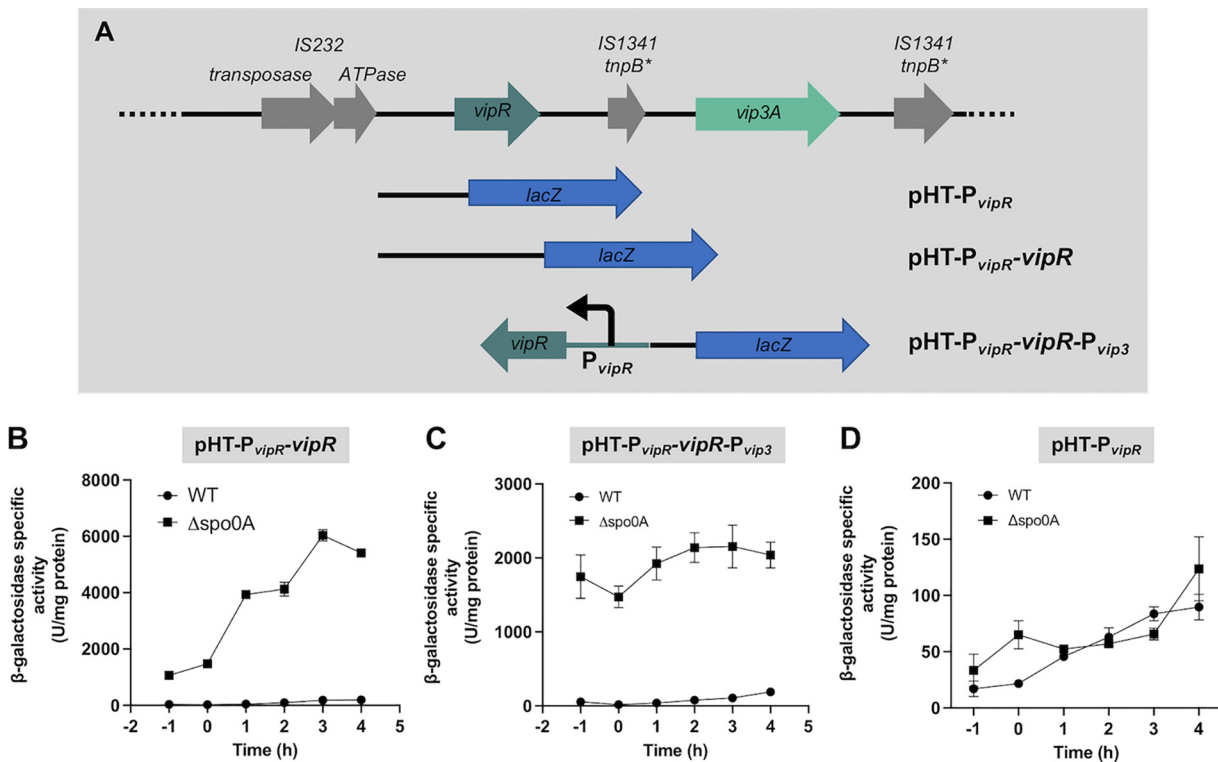 A
IS232
transposase ATPase
IS1341
tnpB*
IS1341
tnpB*
vipR
vip3A
lacZ
pHT-PvipR
lacZ
pHT-PvipR-vipR
vipR
PvipR
lacZ
pHT-PvipR-vipR-Pvip3
B
pHT-PvipR-vipR
β-galactosidase specific
activity
(U/mg protein)
8000
6000
4000
2000
0
WT
Δspo0A
-2 -1 0 1 2 3 4 5
Time (h)
C
pHT-PvipR-vipR-Pvip3
β-galactosidase specific
activity
(U/mg protein)
3000
2000
1000
0
WT
Δspo0A
-2 -1 0 1 2 3 4 5
Time (h)
D
pHT-PvipR
β-galactosidase specific
activity
(U/mg protein)
200
150
100
50
0
WT
Δspo0A
-1 0 1 2 3 4
Time (h)